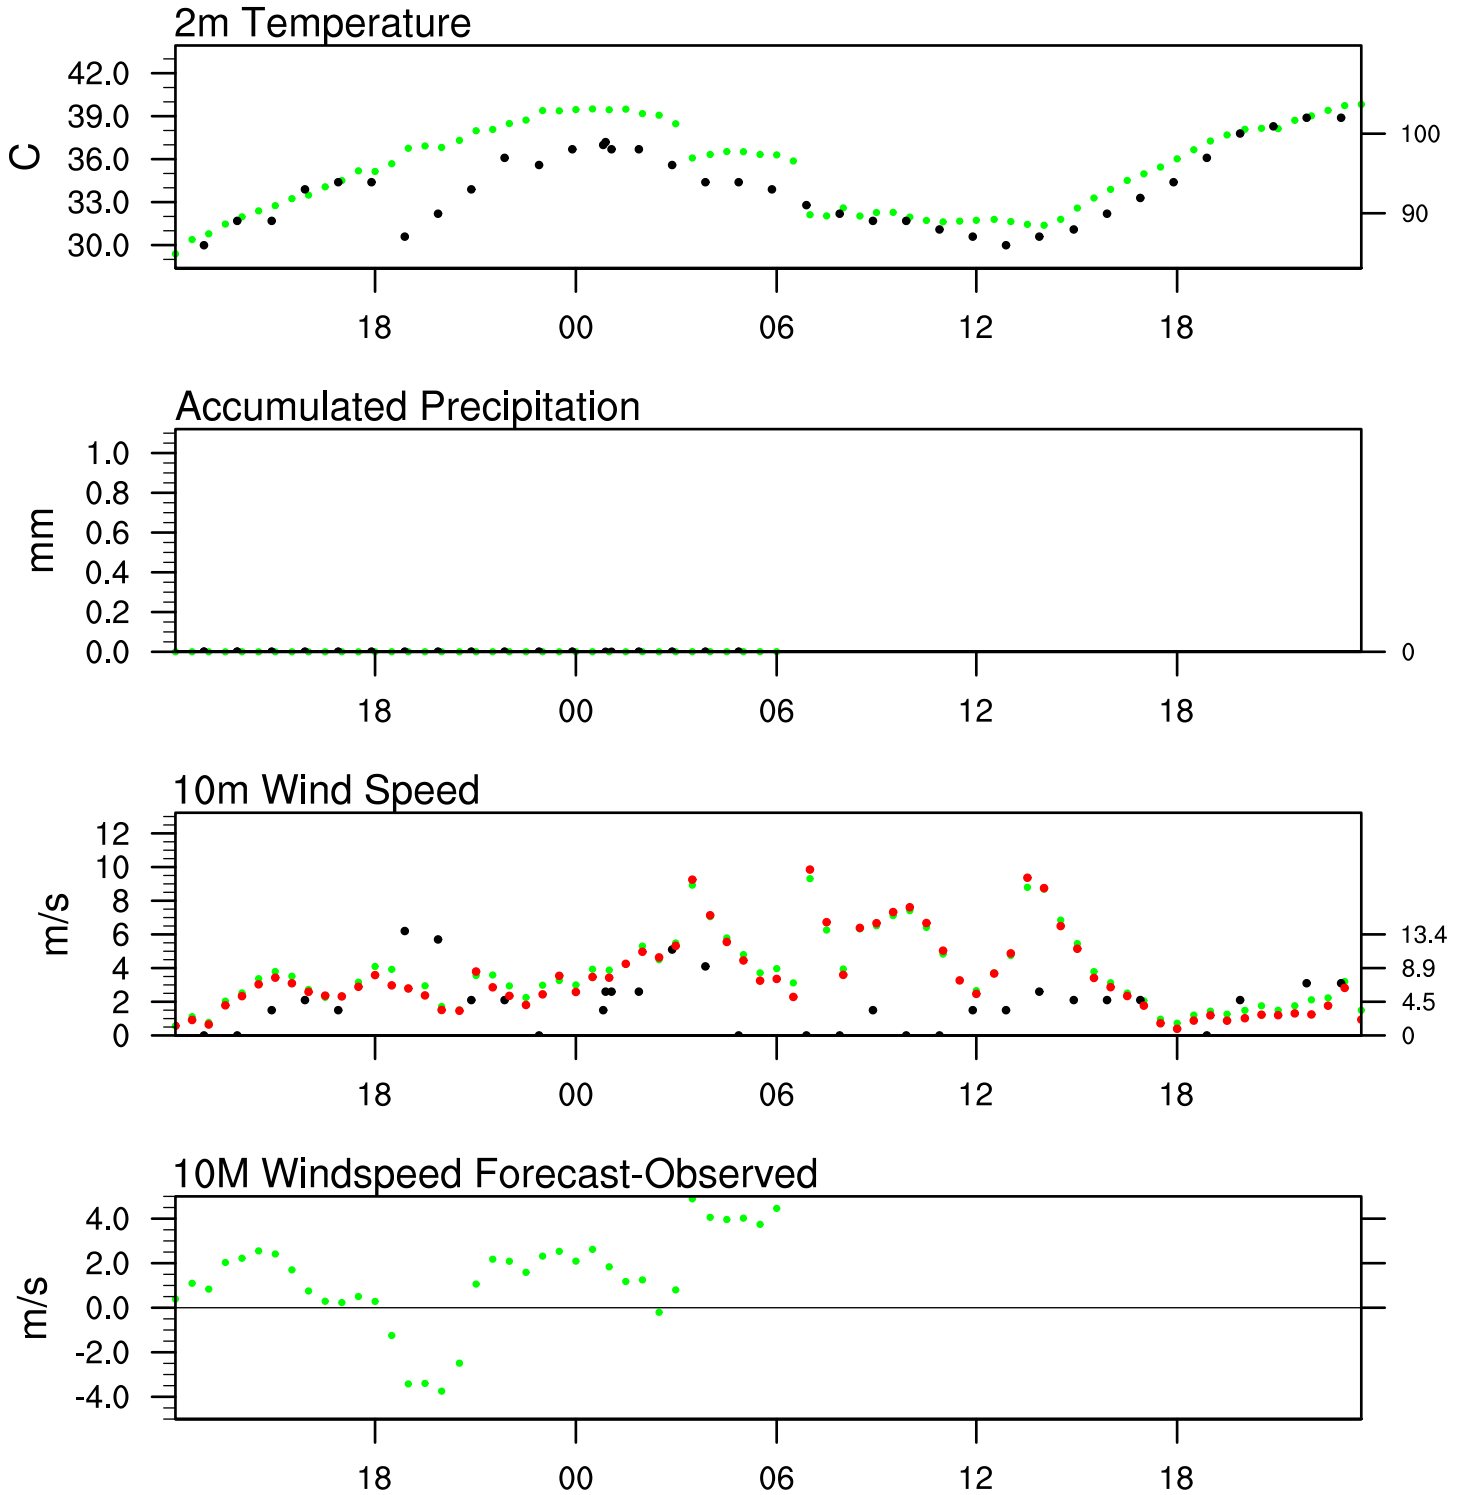 2m Temperature
42.0
39.0
36.0
33.0
30.0
C
100
90
18 00 06 12 18
Accumulated Precipitation
1.0
0.8
0.6
0.4
0.2
0.0
mm
0
18 00 06 12 18
10m Wind Speed
12
10
8
6
4
2
0
m/s
13.4
8.9
4.5
0
18 00 06 12 18
10M Windspeed Forecast-Observed
4.0
2.0
0.0
-2.0
-4.0
m/s
18 00 06 12 18